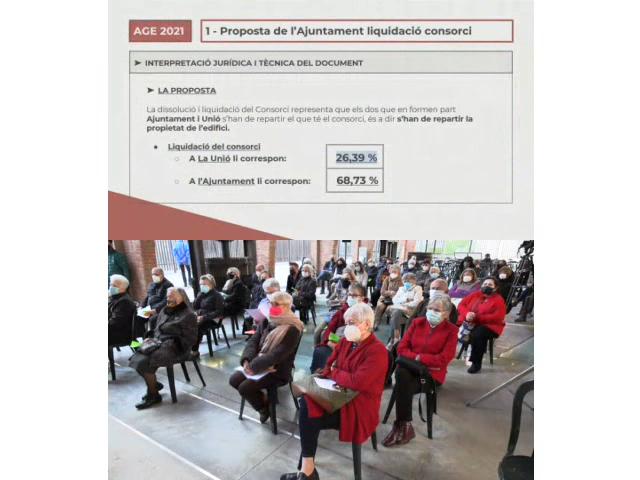 AGE 2021
1 - Proposta de l'Ajuntament liquidació consorci
➤ INTERPRETACIÓ JURÍDICA I TÈCNICA DEL DOCUMENT
➤ LA PROPOSTA
La dissolució i liquidació del Consorci representa que els dos que en formen part
Ajuntament i Unió s'han de repartir el que té el consorci, és a dir s'han de repartir la
propietat de l'edifici.
• Liquidació del consorci
○ A La Unió li correspon: 26,39 %
○ A l'Ajuntament li correspon: 68,73 %